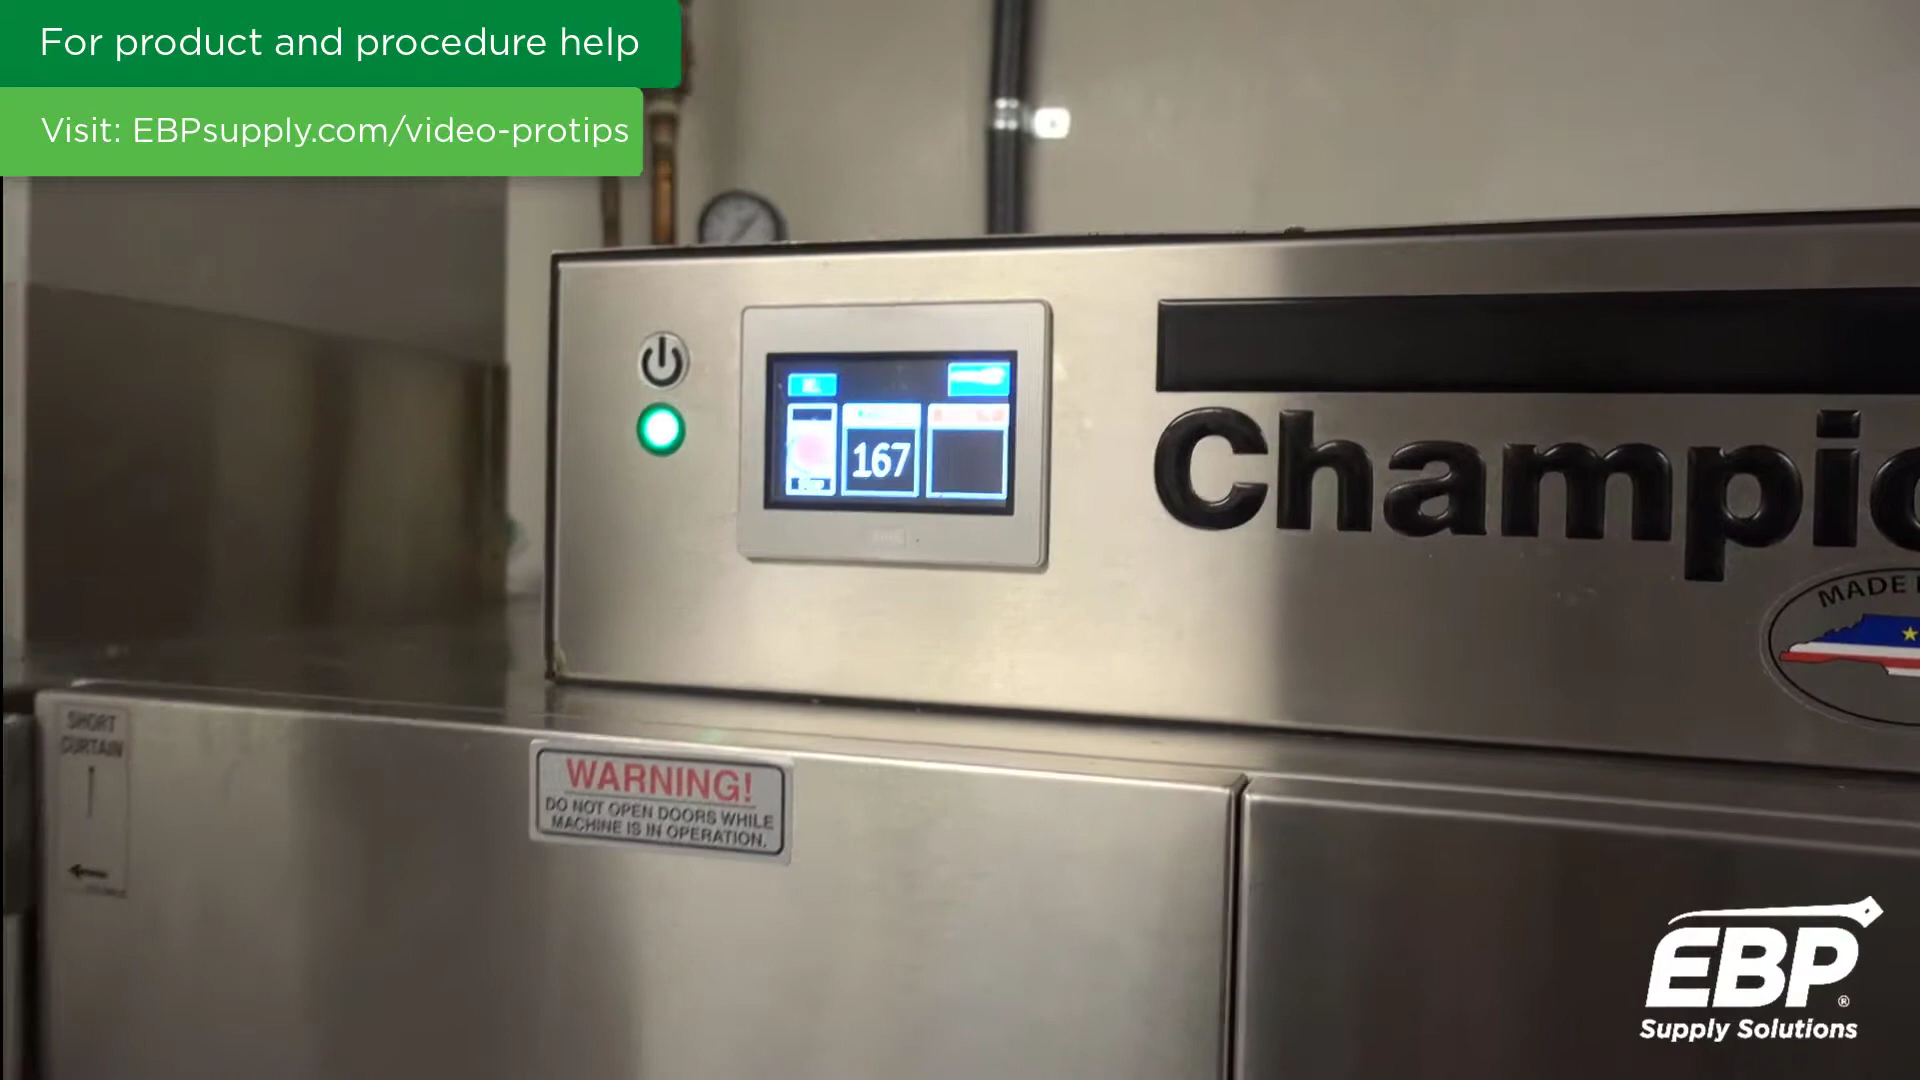 For product and procedure help
Visit: EBPsupply.com/video-protips
167
Champio
MADE
SHORT
CURTAIN
WARNING!
DO NOT OPEN DOORS WHILE
MACHINE IS IN OPERATION.
EBP®
Supply Solutions